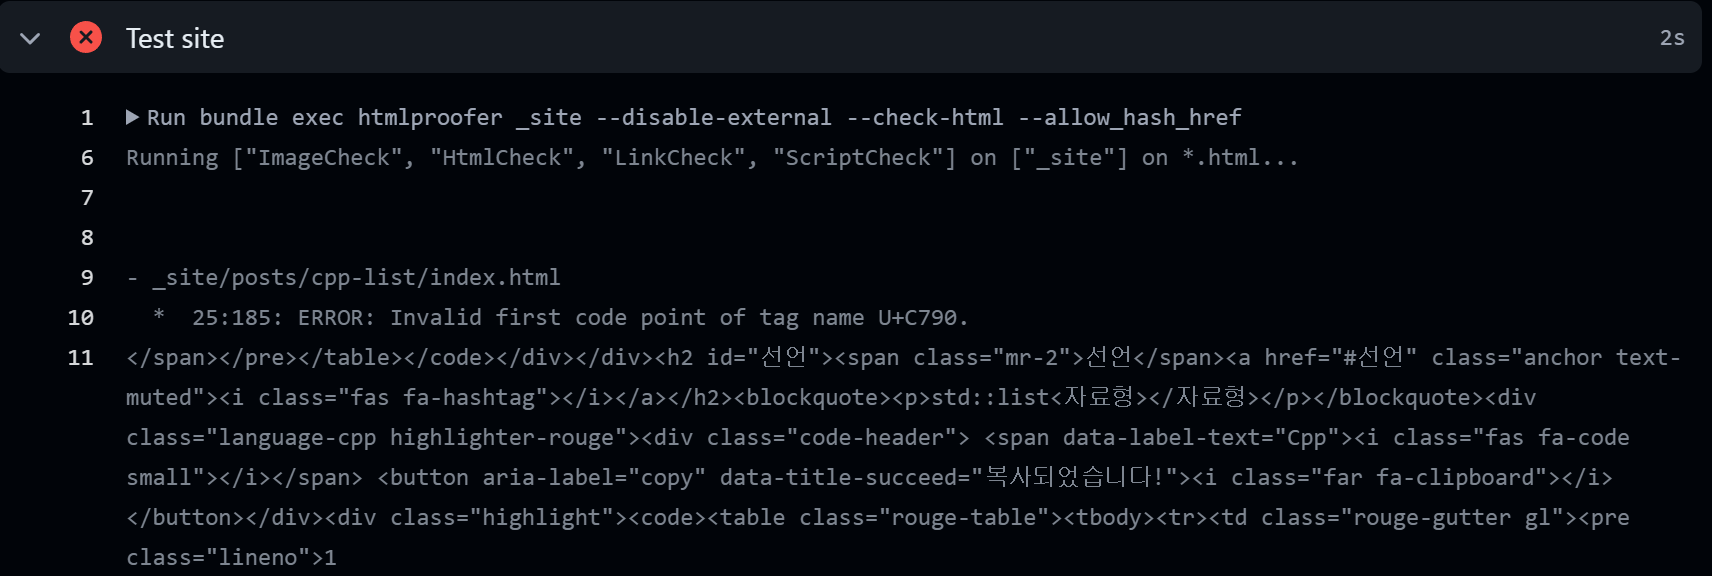 Test site
2s
1 Run bundle exec htmlproofer _site --disable-external --check-html --allow_hash_href
6 Running ["ImageCheck", "HtmlCheck", "LinkCheck", "ScriptCheck"] on ["_site"] on *.html...
7
8
9 - _site/posts/cpp-list/index.html
10 * 25:185: ERROR: Invalid first code point of tag name U+C790.
11 </span></pre></table></code></div></div><h2 id="선언"><span class="mr-2">선언</span><a href="#선언" class="anchor text-
muted"><i class="fas fa-hashtag"></i></a></h2><blockquote><p>std::list<자료형></자료형></p></blockquote><div
class="language-cpp highlighter-rouge"><div class="code-header"> <span data-label-text="Cpp"><i class="fas fa-code
small"></i></span> <button aria-label="copy" data-title-succeed="복사되었습니다!"><i class="far fa-clipboard"></i>
</button></div><div class="highlight"><code><table class="rouge-table"><tbody><tr><td class="rouge-gutter gl"><pre
class="lineno">1